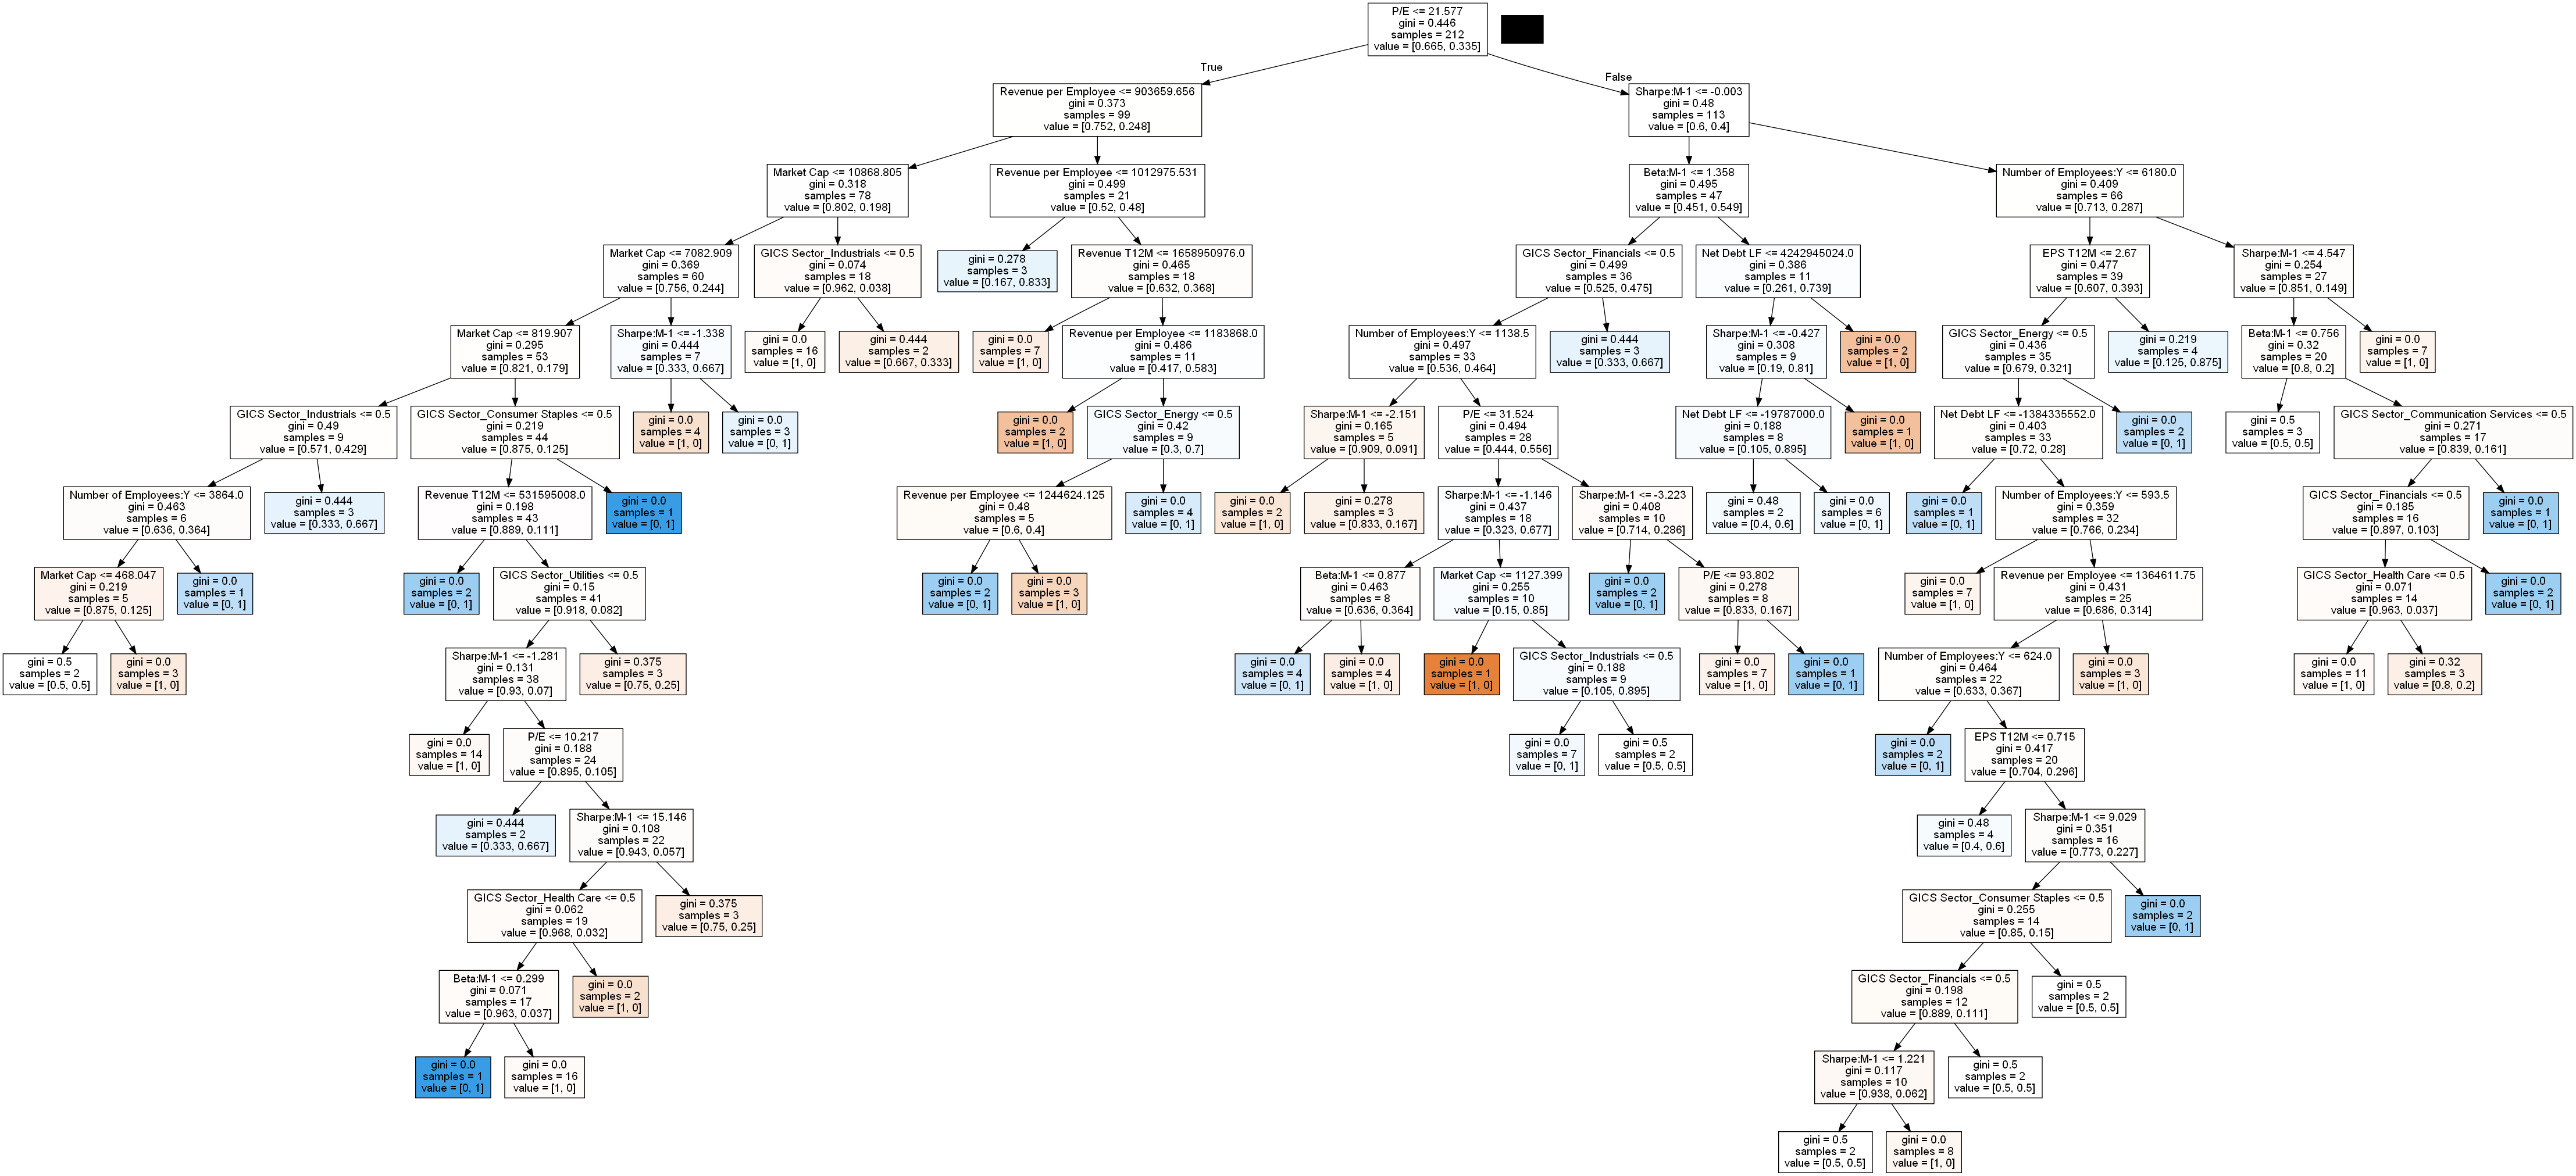 P/E <= 21.577
gini = 0.446
samples = 212
value = [0.665, 0.335]
True
False
Revenue per Employee <= 903659.656
gini = 0.373
samples = 99
value = [0.752, 0.248]
Sharpe:M-1 <= -0.003
gini = 0.48
samples = 113
value = [0.6, 0.4]
Market Cap <= 10868.805
gini = 0.318
samples = 78
value = [0.802, 0.198]
Revenue per Employee <= 1012975.531
gini = 0.499
samples = 21
value = [0.52, 0.48]
Beta:M-1 <= 1.358
gini = 0.495
samples = 47
value = [0.451, 0.549]
Number of Employees:Y <= 6180.0
gini = 0.409
samples = 66
value = [0.713, 0.287]
Market Cap <= 7082.909
gini = 0.369
samples = 60
value = [0.756, 0.244]
GICS Sector_Industrials <= 0.5
gini = 0.074
samples = 18
value = [0.962, 0.038]
gini = 0.278
samples = 3
value = [0.167, 0.833]
Revenue T12M <= 1658950976.0
gini = 0.465
samples = 18
value = [0.632, 0.368]
GICS Sector_Financials <= 0.5
gini = 0.499
samples = 36
value = [0.525, 0.475]
Net Debt LF <= 4242945024.0
gini = 0.386
samples = 11
value = [0.261, 0.739]
EPS T12M <= 2.67
gini = 0.477
samples = 39
value = [0.607, 0.393]
Sharpe:M-1 <= 4.547
gini = 0.254
samples = 27
value = [0.851, 0.149]
Market Cap <= 819.907
gini = 0.295
samples = 53
value = [0.821, 0.179]
Sharpe:M-1 <= -1.338
gini = 0.444
samples = 7
value = [0.333, 0.667]
gini = 0.0
samples = 16
value = [1, 0]
gini = 0.444
samples = 2
value = [0.667, 0.333]
gini = 0.0
samples = 7
value = [1, 0]
Revenue per Employee <= 1183868.0
gini = 0.486
samples = 11
value = [0.417, 0.583]
Number of Employees:Y <= 1138.5
gini = 0.497
samples = 33
value = [0.536, 0.464]
gini = 0.444
samples = 3
value = [0.333, 0.667]
Sharpe:M-1 <= -0.427
gini = 0.308
samples = 9
value = [0.19, 0.81]
gini = 0.0
samples = 2
value = [1, 0]
GICS Sector_Energy <= 0.5
gini = 0.436
samples = 35
value = [0.679, 0.321]
gini = 0.219
samples = 4
value = [0.125, 0.875]
Beta:M-1 <= 0.756
gini = 0.32
samples = 20
value = [0.8, 0.2]
gini = 0.0
samples = 7
value = [1, 0]
GICS Sector_Industrials <= 0.5
gini = 0.49
samples = 9
value = [0.571, 0.429]
GICS Sector_Consumer Staples <= 0.5
gini = 0.219
samples = 44
value = [0.875, 0.125]
gini = 0.0
samples = 4
value = [1, 0]
gini = 0.0
samples = 3
value = [0, 1]
gini = 0.0
samples = 2
value = [1, 0]
GICS Sector_Energy <= 0.5
gini = 0.42
samples = 9
value = [0.3, 0.7]
Sharpe:M-1 <= -2.151
gini = 0.165
samples = 5
value = [0.909, 0.091]
P/E <= 31.524
gini = 0.494
samples = 28
value = [0.444, 0.556]
Net Debt LF <= -19787000.0
gini = 0.188
samples = 8
value = [0.105, 0.895]
gini = 0.0
samples = 1
value = [1, 0]
Net Debt LF <= -1384335552.0
gini = 0.403
samples = 33
value = [0.72, 0.28]
gini = 0.0
samples = 2
value = [0, 1]
gini = 0.5
samples = 3
value = [0.5, 0.5]
GICS Sector_Communication Services <= 0.5
gini = 0.271
samples = 17
value = [0.839, 0.161]
Number of Employees:Y <= 3864.0
gini = 0.463
samples = 6
value = [0.636, 0.364]
gini = 0.444
samples = 3
value = [0.333, 0.667]
Revenue T12M <= 531595008.0
gini = 0.198
samples = 43
value = [0.889, 0.111]
gini = 0.0
samples = 1
value = [0, 1]
Revenue per Employee <= 1244624.125
gini = 0.48
samples = 5
value = [0.6, 0.4]
gini = 0.0
samples = 4
value = [0, 1]
gini = 0.0
samples = 2
value = [1, 0]
gini = 0.278
samples = 3
value = [0.833, 0.167]
Sharpe:M-1 <= -1.146
gini = 0.437
samples = 18
value = [0.323, 0.677]
Sharpe:M-1 <= -3.223
gini = 0.408
samples = 10
value = [0.714, 0.286]
gini = 0.48
samples = 2
value = [0.4, 0.6]
gini = 0.0
samples = 6
value = [0, 1]
gini = 0.0
samples = 1
value = [0, 1]
Number of Employees:Y <= 593.5
gini = 0.359
samples = 32
value = [0.766, 0.234]
GICS Sector_Financials <= 0.5
gini = 0.185
samples = 16
value = [0.897, 0.103]
gini = 0.0
samples = 1
value = [0, 1]
Market Cap <= 468.047
gini = 0.219
samples = 5
value = [0.875, 0.125]
gini = 0.0
samples = 1
value = [0, 1]
gini = 0.0
samples = 2
value = [0, 1]
GICS Sector_Utilities <= 0.5
gini = 0.15
samples = 41
value = [0.918, 0.082]
gini = 0.0
samples = 2
value = [0, 1]
gini = 0.0
samples = 3
value = [1, 0]
Beta:M-1 <= 0.877
gini = 0.463
samples = 8
value = [0.636, 0.364]
Market Cap <= 1127.399
gini = 0.255
samples = 10
value = [0.15, 0.85]
gini = 0.0
samples = 2
value = [0, 1]
P/E <= 93.802
gini = 0.278
samples = 8
value = [0.833, 0.167]
gini = 0.0
samples = 7
value = [1, 0]
Revenue per Employee <= 1364611.75
gini = 0.431
samples = 25
value = [0.686, 0.314]
GICS Sector_Health Care <= 0.5
gini = 0.071
samples = 14
value = [0.963, 0.037]
gini = 0.0
samples = 2
value = [0, 1]
gini = 0.5
samples = 2
value = [0.5, 0.5]
gini = 0.0
samples = 3
value = [1, 0]
Sharpe:M-1 <= -1.281
gini = 0.131
samples = 38
value = [0.93, 0.07]
gini = 0.375
samples = 3
value = [0.75, 0.25]
gini = 0.0
samples = 4
value = [0, 1]
gini = 0.0
samples = 4
value = [1, 0]
gini = 0.0
samples = 1
value = [1, 0]
GICS Sector_Industrials <= 0.5
gini = 0.188
samples = 9
value = [0.105, 0.895]
gini = 0.0
samples = 7
value = [1, 0]
gini = 0.0
samples = 1
value = [0, 1]
Number of Employees:Y <= 624.0
gini = 0.464
samples = 22
value = [0.633, 0.367]
gini = 0.0
samples = 3
value = [1, 0]
gini = 0.0
samples = 11
value = [1, 0]
gini = 0.32
samples = 3
value = [0.8, 0.2]
gini = 0.0
samples = 14
value = [1, 0]
P/E <= 10.217
gini = 0.188
samples = 24
value = [0.895, 0.105]
gini = 0.0
samples = 7
value = [0, 1]
gini = 0.5
samples = 2
value = [0.5, 0.5]
gini = 0.0
samples = 2
value = [0, 1]
EPS T12M <= 0.715
gini = 0.417
samples = 20
value = [0.704, 0.296]
gini = 0.444
samples = 2
value = [0.333, 0.667]
Sharpe:M-1 <= 15.146
gini = 0.108
samples = 22
value = [0.943, 0.057]
gini = 0.48
samples = 4
value = [0.4, 0.6]
Sharpe:M-1 <= 9.029
gini = 0.351
samples = 16
value = [0.773, 0.227]
GICS Sector_Health Care <= 0.5
gini = 0.062
samples = 19
value = [0.968, 0.032]
gini = 0.375
samples = 3
value = [0.75, 0.25]
GICS Sector_Consumer Staples <= 0.5
gini = 0.255
samples = 14
value = [0.85, 0.15]
gini = 0.0
samples = 2
value = [0, 1]
Beta:M-1 <= 0.299
gini = 0.071
samples = 17
value = [0.963, 0.037]
gini = 0.0
samples = 2
value = [1, 0]
GICS Sector_Financials <= 0.5
gini = 0.198
samples = 12
value = [0.889, 0.111]
gini = 0.5
samples = 2
value = [0.5, 0.5]
gini = 0.0
samples = 1
value = [0, 1]
gini = 0.0
samples = 16
value = [1, 0]
Sharpe:M-1 <= 1.221
gini = 0.117
samples = 10
value = [0.938, 0.062]
gini = 0.5
samples = 2
value = [0.5, 0.5]
gini = 0.5
samples = 2
value = [0.5, 0.5]
gini = 0.0
samples = 8
value = [1, 0]